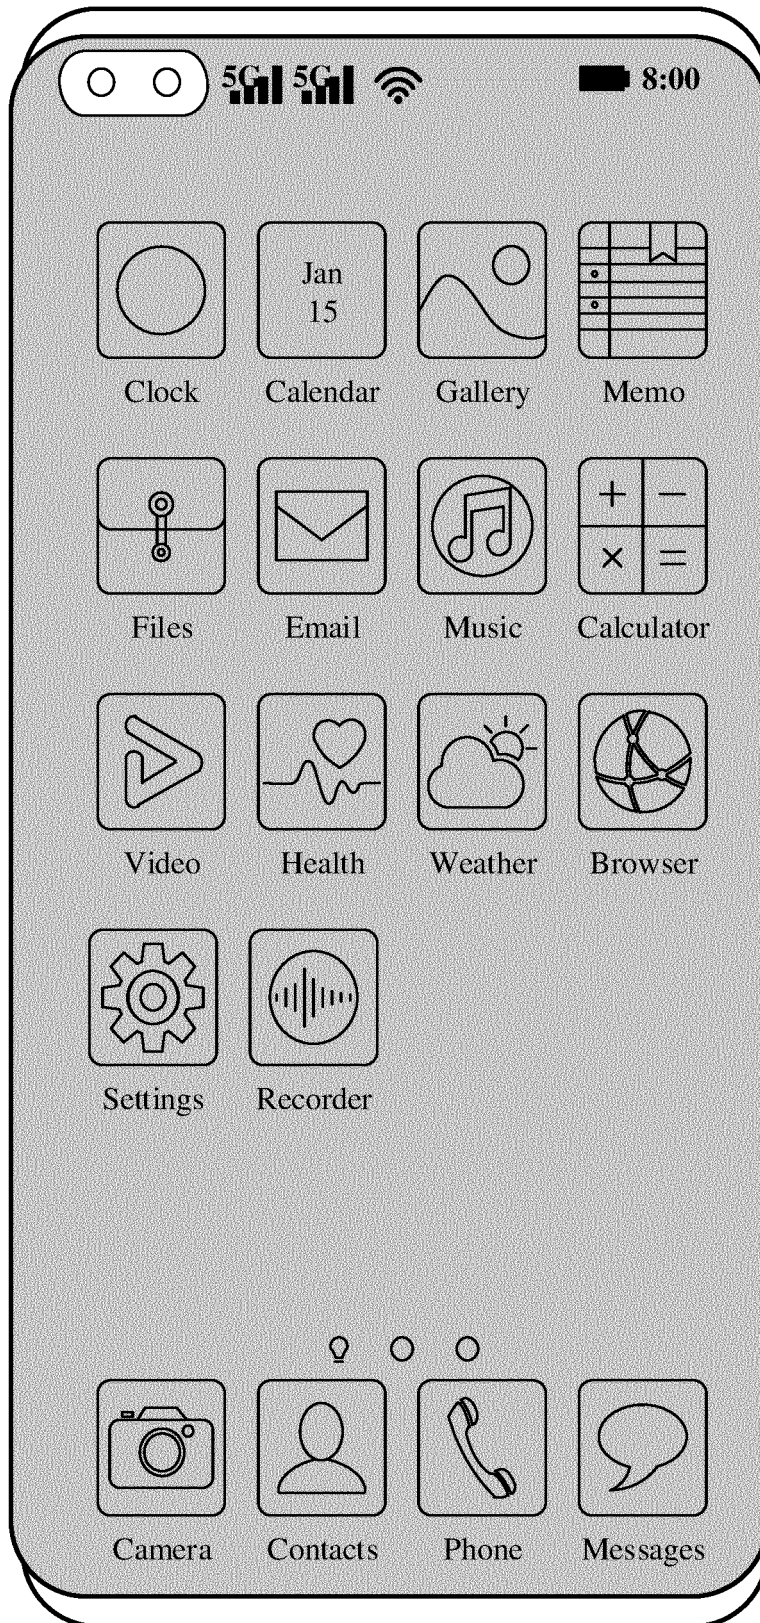 5G 5G 8:00
Jan
15
Clock Calendar Gallery Memo
Files Email Music Calculator
Video Health Weather Browser
Settings Recorder
Camera Contacts Phone Messages